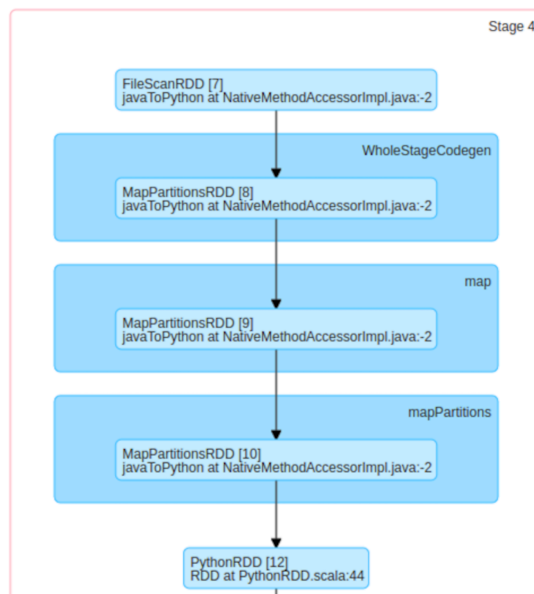 Stage 4
FileScanRDD [7]
javaToPython at NativeMethodAccessorImpl.java:-2
WholeStageCodegen
MapPartitionsRDD [8]
javaToPython at NativeMethodAccessorImpl.java:-2
map
MapPartitionsRDD [9]
javaToPython at NativeMethodAccessorImpl.java:-2
mapPartitions
MapPartitionsRDD [10]
javaToPython at NativeMethodAccessorImpl.java:-2
PythonRDD [12]
RDD at PythonRDD.scala:44